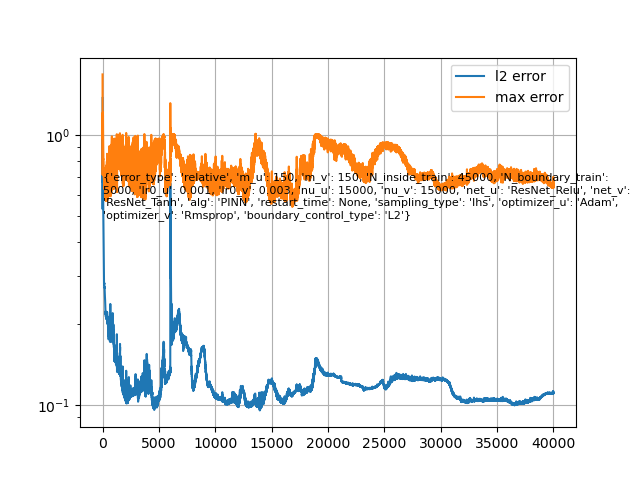 l2 error
max error
10⁰
{'error_type': 'relative', 'm_u': 150, 'm_v': 150, 'N_inside_train': 45000, 'N_boundary_train':
5000, 'lr0_u': 0.001, 'lr0_v': 0.003, 'nu_u': 15000, 'nu_v': 15000, 'net_u': 'ResNet_Relu', 'net_v':
'ResNet_Tanh', 'alg': 'PINN', 'restart_time': None, 'sampling_type': 'lhs', 'optimizer_u': 'Adam',
'optimizer_v': 'Rmsprop', 'boundary_control_type': 'L2'}
10⁻¹
0 5000 10000 15000 20000 25000 30000 35000 40000